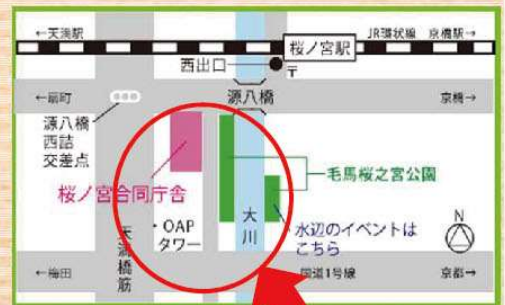 ←天満駅
JR環状線 京橋駅→
桜ノ宮駅
西出口
〒
←扇町
源八橋
京橋→
源八橋
西詰
交差点
桜ノ宮合同庁舎
毛馬桜之宮公園
・OAP
タワー
天満橋筋
大川
水辺のイベントは
こちら
N
←梅田
国道1号線
京都→